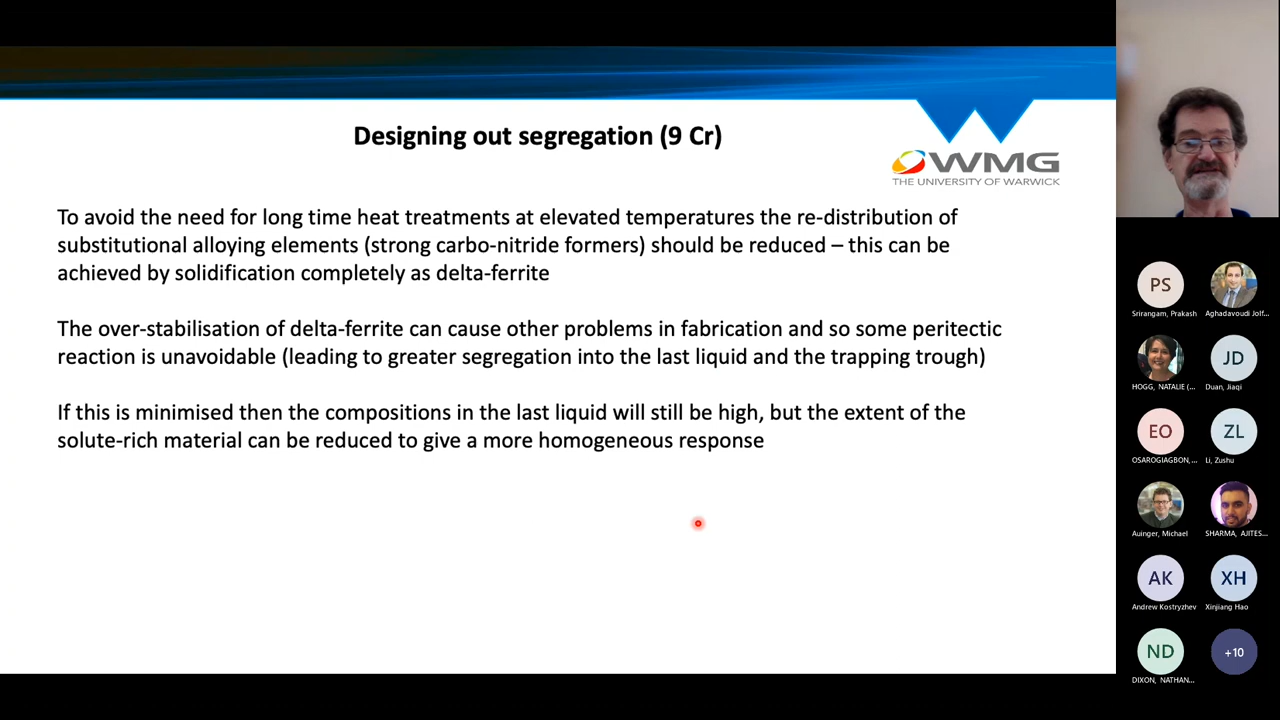 Designing out segregation (9 Cr)
WMG
THE UNIVERSITY OF WARWICK
To avoid the need for long time heat treatments at elevated temperatures the re-distribution of
substitutional alloying elements (strong carbo-nitride formers) should be reduced – this can be
achieved by solidification completely as delta-ferrite
The over-stabilisation of delta-ferrite can cause other problems in fabrication and so some peritectic
reaction is unavoidable (leading to greater segregation into the last liquid and the trapping trough)
If this is minimised then the compositions in the last liquid will still be high, but the extent of the
solute-rich material can be reduced to give a more homogeneous response
PS
Srirangam, Prakash
Aghadavoudi Jolf...
HOGG, NATALIE (...
JD
Duan, Jiaqi
EO
OSAROGIAGBON,...
ZL
Li, Zushu
Auinger, Michael
SHARMA, AJITES...
AK
Andrew Kostryzhev
XH
Xinjiang Hao
ND
DIXON, NATHAN...
+10